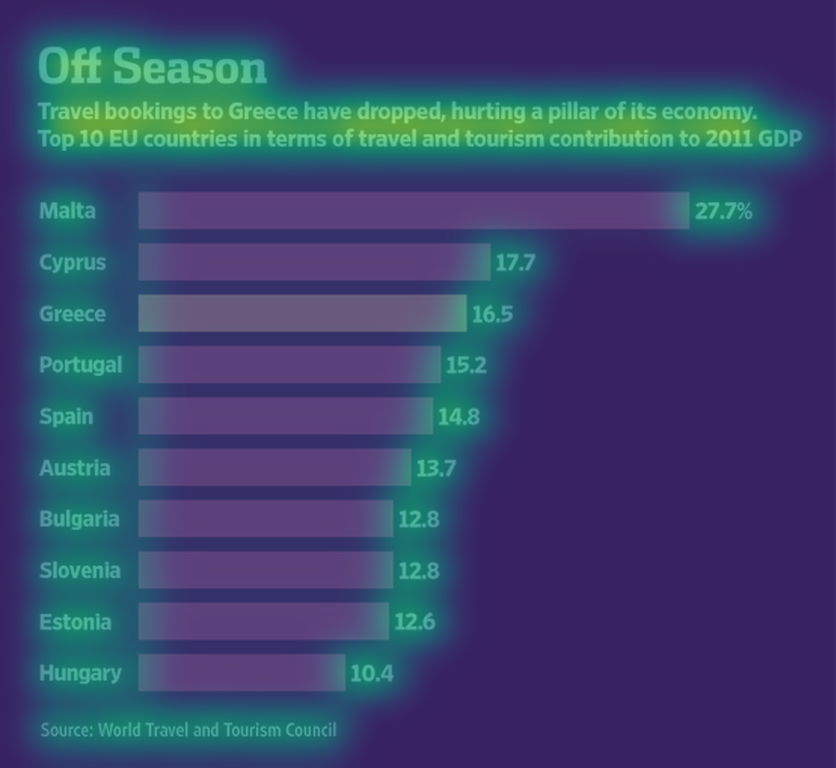 Off Season
Travel bookings to Greece have dropped, hurting a pillar of its economy.
Top 10 EU countries in terms of travel and tourism contribution to 2011 GDP
Malta 27.7%
Cyprus 17.7
Greece 16.5
Portugal 15.2
Spain 14.8
Austria 13.7
Bulgaria 12.8
Slovenia 12.8
Estonia 12.6
Hungary 10.4
Source: World Travel and Tourism Council